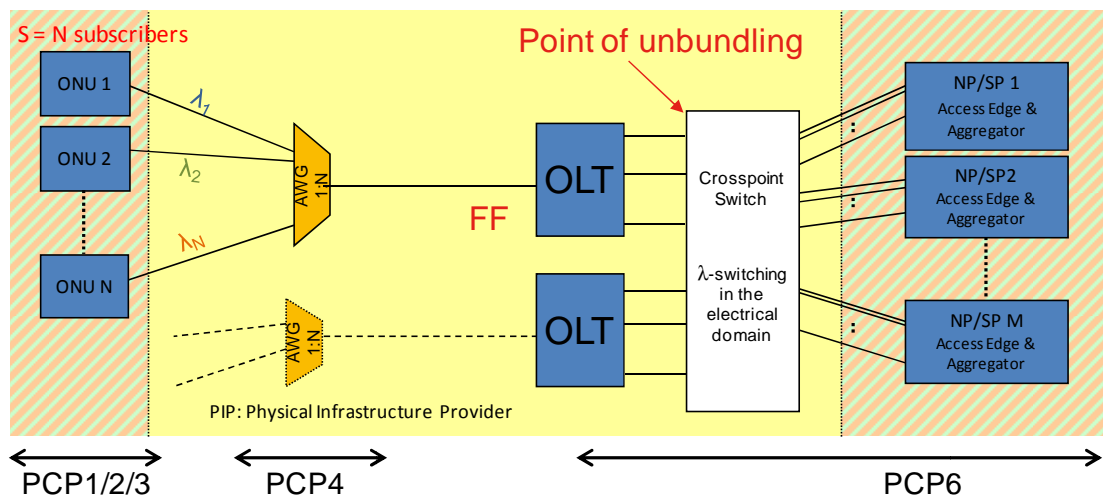 S = N subscribers
ONU 1
ONU 2
ONU N
λ1
λ2
λN
AWG
1:N
FF
OLT
Point of unbundling
Crosspoint
Switch
λ-switching
in the
electrical
domain
NP/SP 1
Access Edge &
Aggregator
:
NP/SP2
Access Edge &
Aggregator
:
NP/SP M
Access Edge &
Aggregator
:
AWG
1:N
OLT
PIP: Physical Infrastructure Provider
PCP1/2/3
PCP4
PCP6